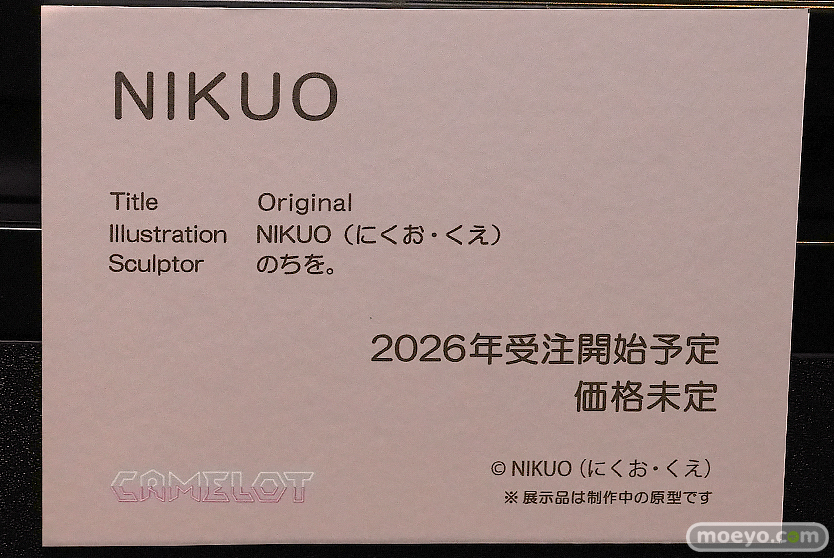 NIKUO
Title Original
Illustration NIKUO（にくお・くえ）
Sculptor のちを。
2026年受注開始予定
価格未定
© NIKUO（にくお・くえ）
※展示品は制作中の原型です
CAMELOT
moeyo.com